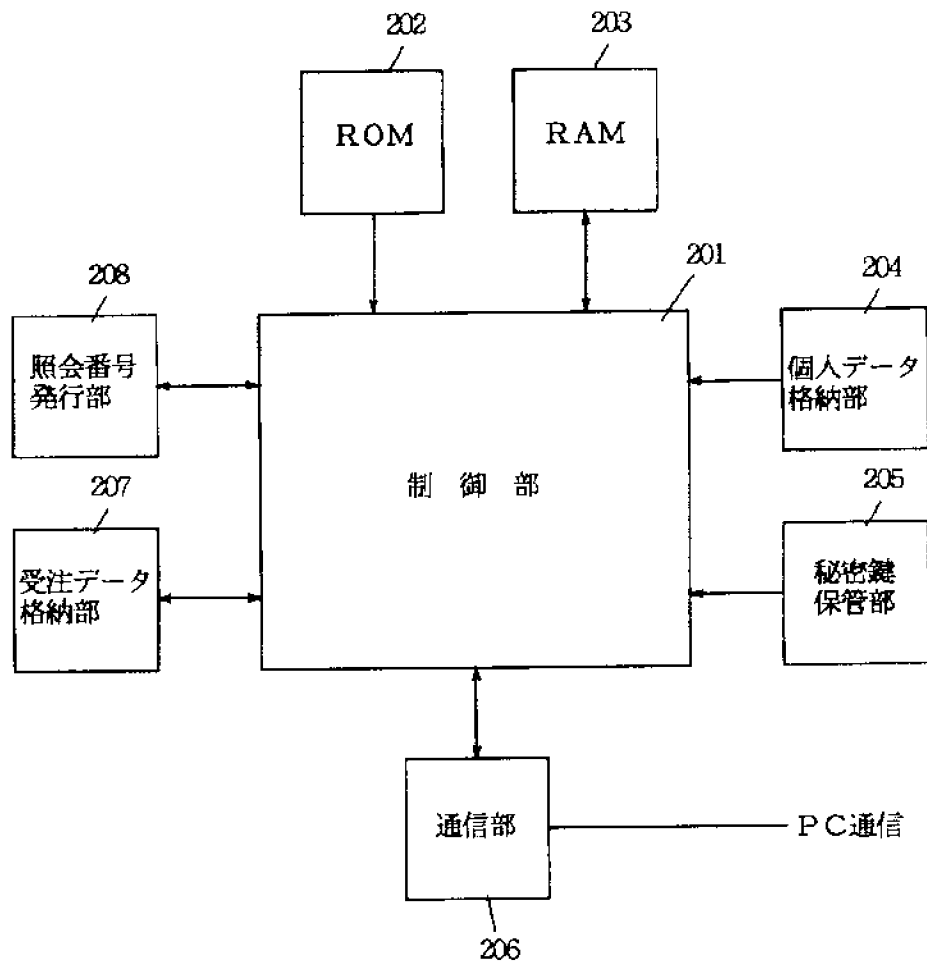 202
203
ROM
RAM
201
208
204
照会番号
発行部
個人データ
格納部
制御部
207
205
受注データ
格納部
秘密鍵
保管部
通信部
PC通信
206